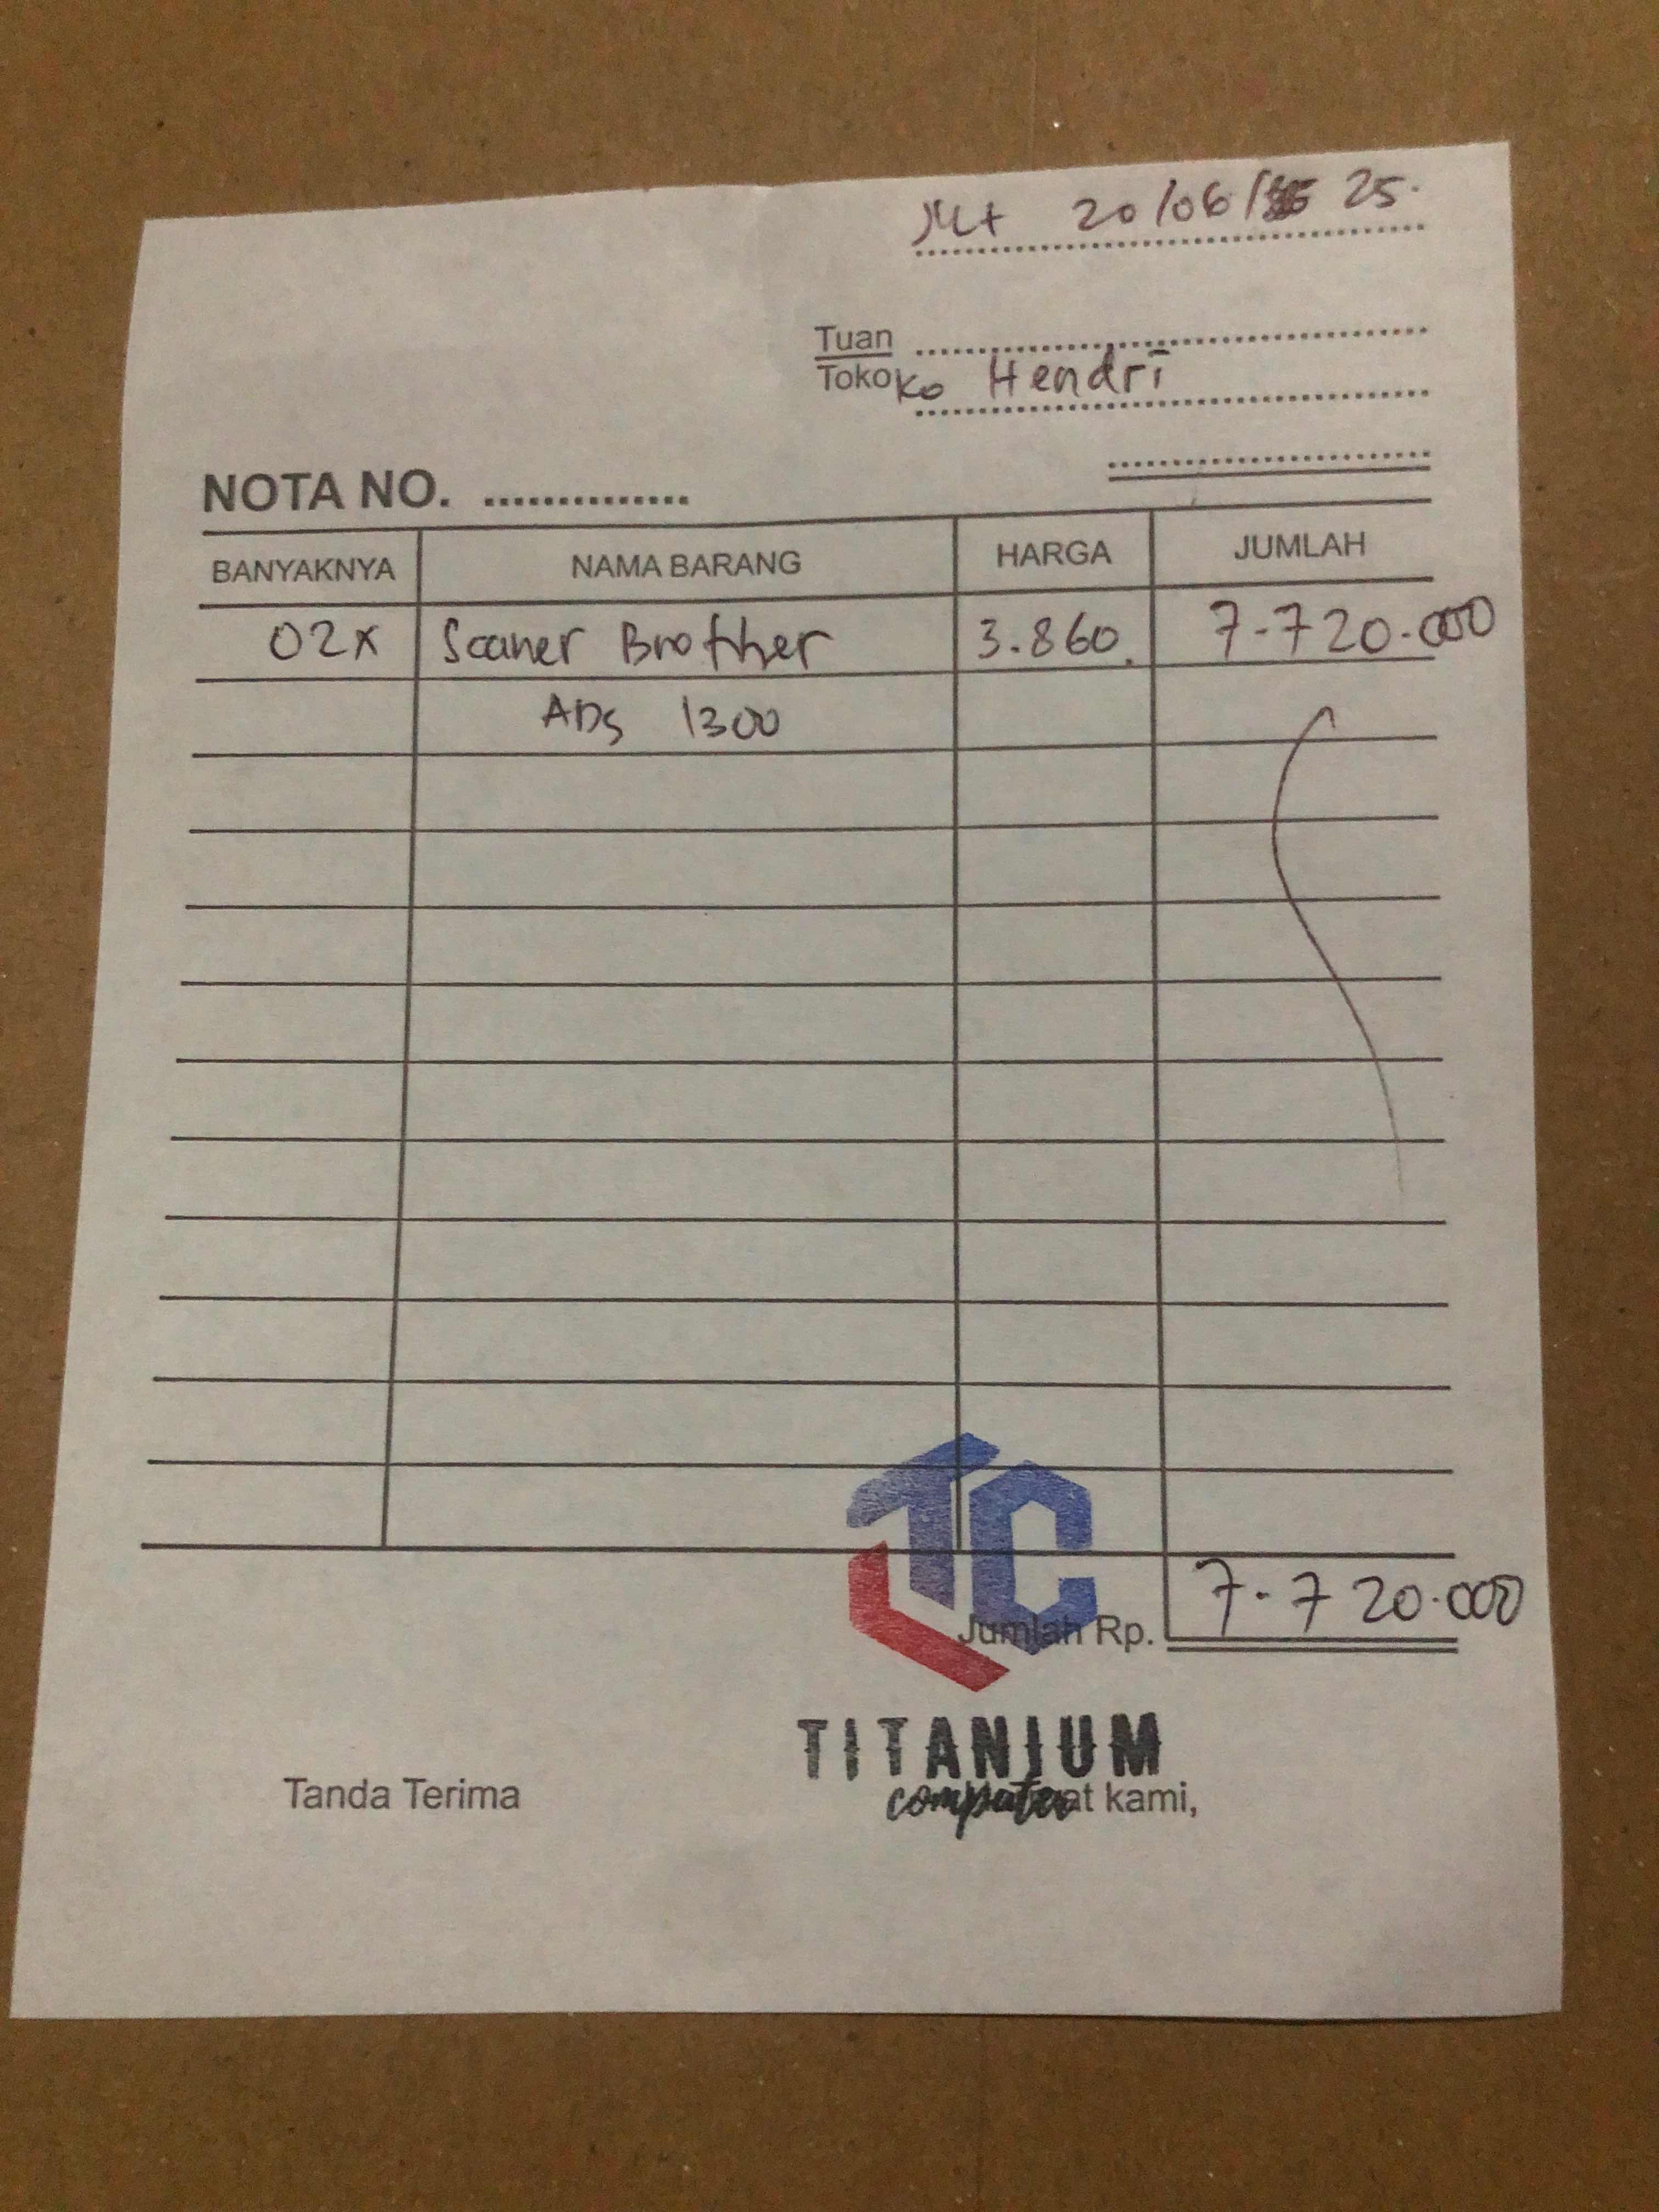 Jkt 20/06/ 25.
Tuan
Toko Ko Hendri
NOTA NO. ..............
BANYAKNYA NAMA BARANG HARGA JUMLAH
02x Scaner Brother 3.860. 7.720.000
ADS 1300
TC
Jumlah Rp. 7.720.000
TITANIUM
computer
Tanda Terima at kami,